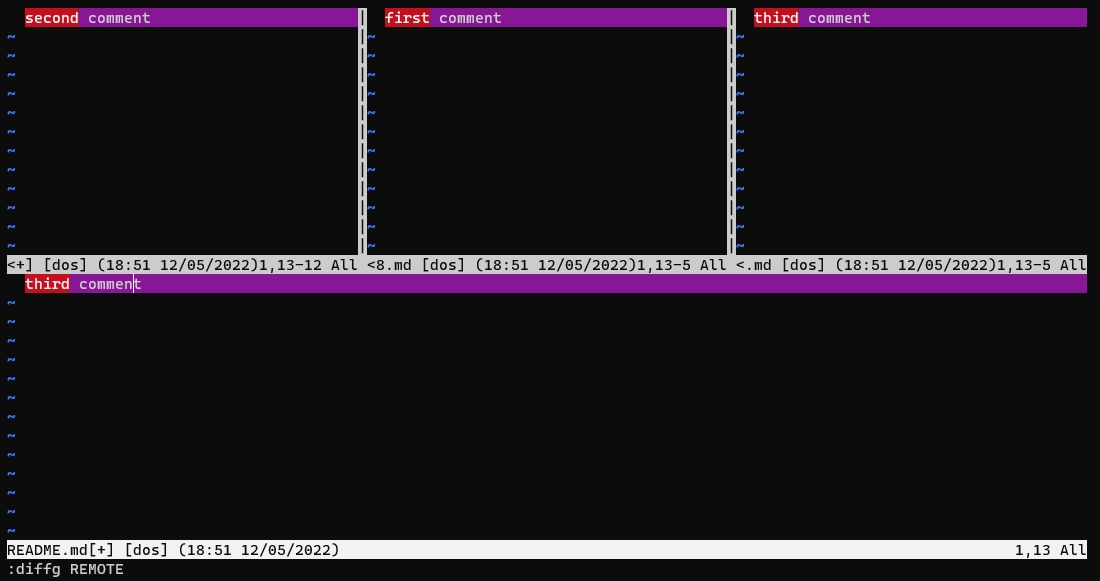 second comment
first comment
third comment
~ ~ ~
~ ~ ~
~ ~ ~
~ ~ ~
~ ~ ~
~ ~ ~
~ ~ ~
~ ~ ~
~ ~ ~
~ ~ ~
~ ~ ~
~ ~ ~
<+] [dos] (18:51 12/05/2022)1,13-12 All <8.md [dos] (18:51 12/05/2022)1,13-5 All <.md [dos] (18:51 12/05/2022)1,13-5 All
third comment
~
~
~
~
~
~
~
~
~
~
~
~
~
README.md[+] [dos] (18:51 12/05/2022) 1,13 All
:diffg REMOTE